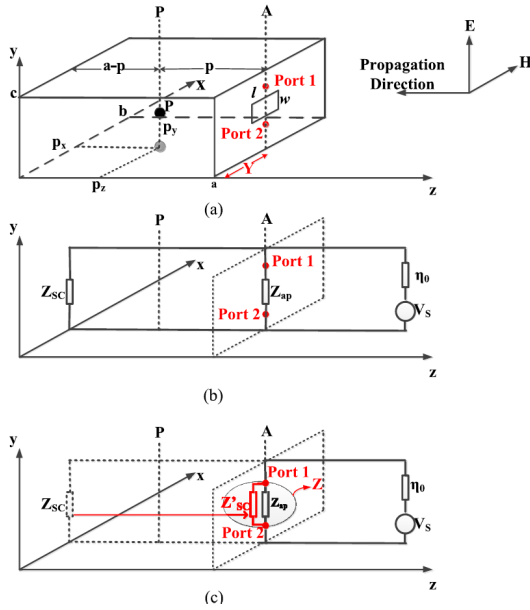 P A
y E
a-p p
x
Port 1
H
c
Propagation
Direction
b P l w
Port 2
p_y
p_x
Y
p_z a z
(a)
y P A
x Port 1
Z_SC Z_ap η_0
Port 2 V_S
z
(b)
y P A
x Port 1
Z
Z_SC Z'_SC Z_ap η_0
Port 2 V_S
z
(c)